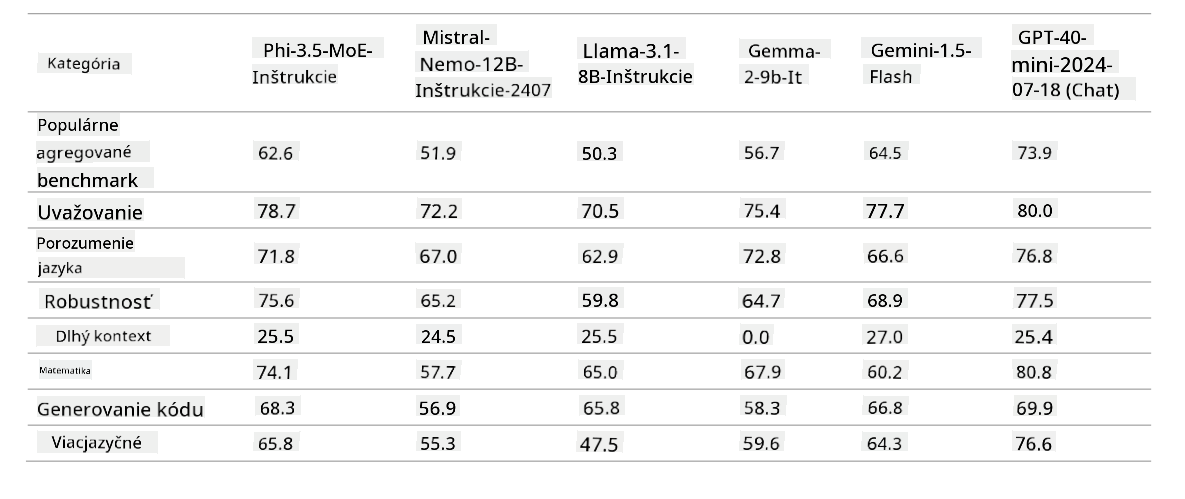 Kategória Phi-3.5-MoE-Inštrukcie Mistral-Nemo-12B-Inštrukcie-2407 Llama-3.1-8B-Inštrukcie Gemma-2-9b-It Gemini-1.5-Flash GPT-40-mini-2024-07-18 (Chat)
Populárne agregované benchmark 62.6 51.9 50.3 56.7 64.5 73.9
Uvažovanie 78.7 72.2 70.5 75.4 77.7 80.0
Porozumenie jazyka 71.8 67.0 62.9 72.8 66.6 76.8
Robustnosť 75.6 65.2 59.8 64.7 68.9 77.5
Dlhý kontext 25.5 24.5 25.5 0.0 27.0 25.4
Matematika 74.1 57.7 65.0 67.9 60.2 80.8
Generovanie kódu 68.3 56.9 65.8 58.3 66.8 69.9
Viacjazyčné 65.8 55.3 47.5 59.6 64.3 76.6